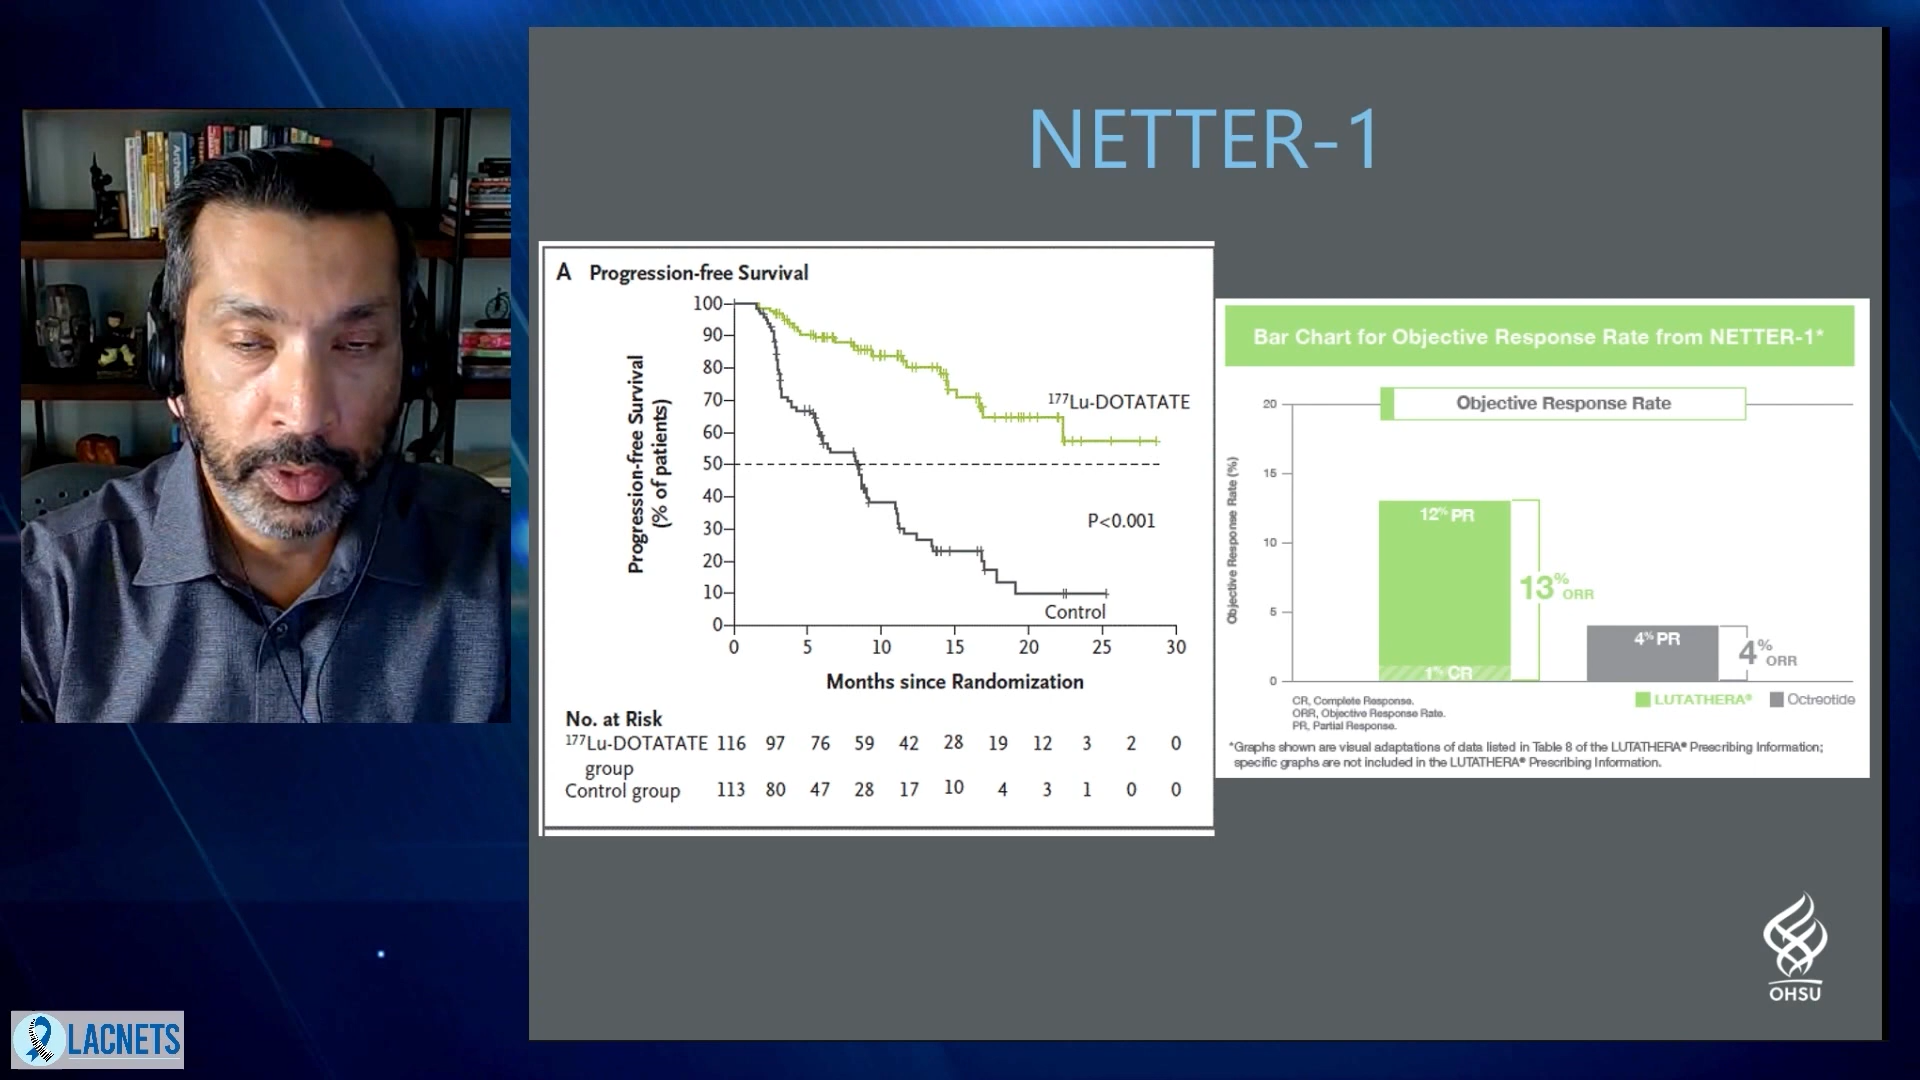 NETTER-1
A Progression-free Survival
100
90
80
70
60
50
40
30
20
10
0
Progression-free Survival
(% of patients)
177Lu-DOTATATE
P<0.001
Control
0 5 10 15 20 25 30
Months since Randomization
No. at Risk
177Lu-DOTATATE 116 97 76 59 42 28 19 12 3 2 0
group
Control group 113 80 47 28 17 10 4 3 1 0 0
Bar Chart for Objective Response Rate from NETTER-1*
Objective Response Rate
20
15
10
5
0
Objective Response Rate (%)
12% PR
13% ORR
1% CR
4% PR
4% ORR
LUTATHERA® Octreotide
CR, Complete Response.
ORR, Objective Response Rate.
PR, Partial Response.
*Graphs shown are visual adaptations of data listed in Table 8 of the LUTATHERA® Prescribing Information;
specific graphs are not included in the LUTATHERA® Prescribing Information.
OHSU
LACNETS